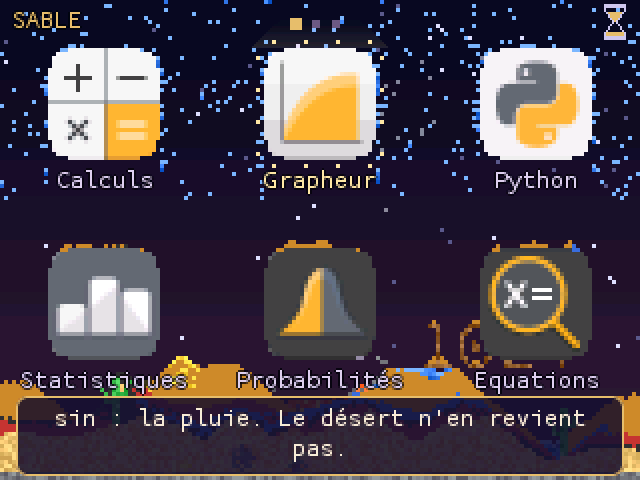 SABLE
Calculs
Grapheur
Python
x=
Statistiques
Probabilités
Equations
sin : la pluie. Le désert n'en revient
pas.